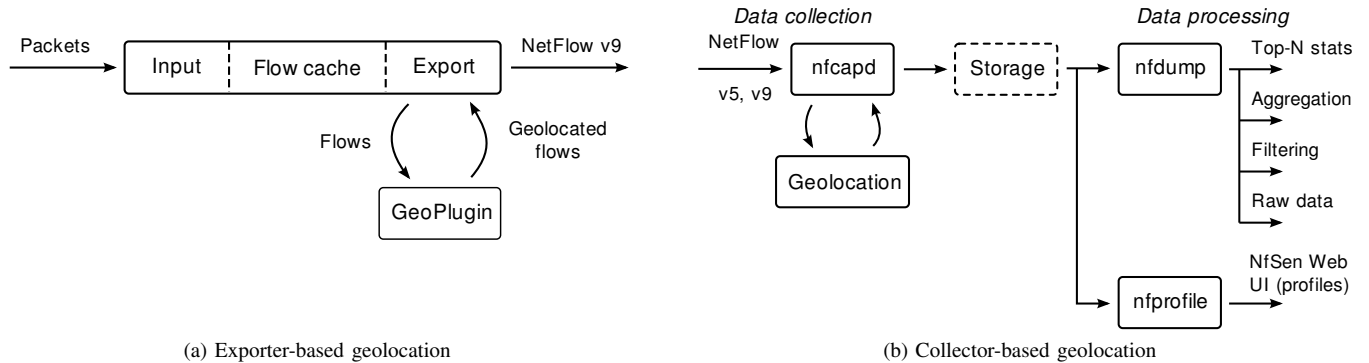 Packets
Input
Flow cache
Export
NetFlow v9
Flows
Geolocated
flows
GeoPlugin
(a) Exporter-based geolocation
Data collection
Data processing
NetFlow
v5, v9
nfcapd
Storage
nfdump
Top-N stats
Aggregation
Filtering
Raw data
Geolocation
nfprofile
NfSen Web
UI (profiles)
(b) Collector-based geolocation